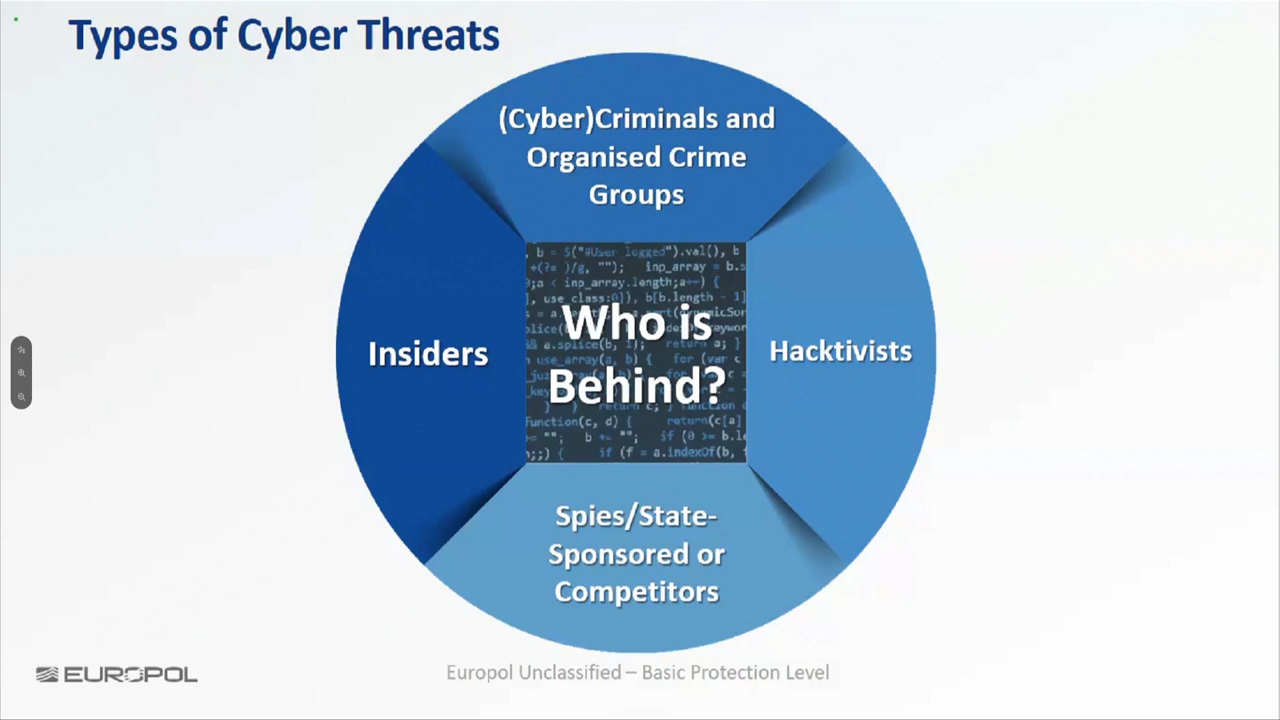 Types of Cyber Threats
(Cyber)Criminals and
Organised Crime
Groups
Insiders
Who is
Behind?
Hacktivists
Spies/State-
Sponsored or
Competitors
EUROPOL
Europol Unclassified – Basic Protection Level